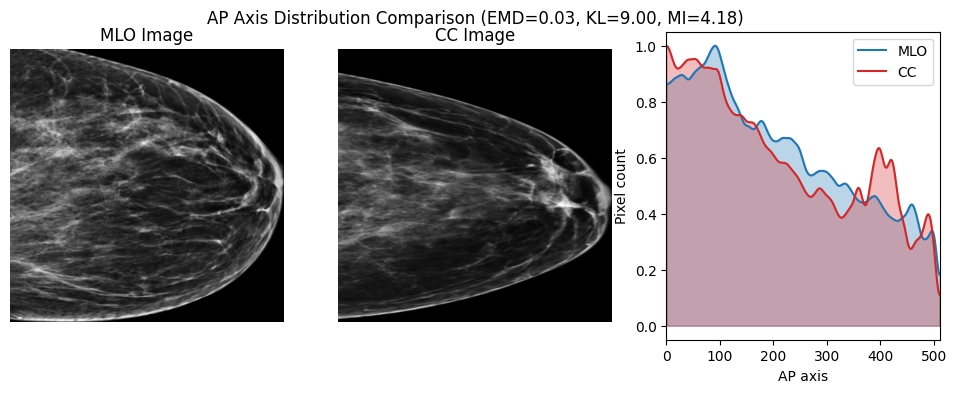 AP Axis Distribution Comparison (EMD=0.03, KL=9.00, MI=4.18)
MLO Image
CC Image
MLO
CC
Pixel count
1.0
0.8
0.6
0.4
0.2
0.0
0 100 200 300 400 500
AP axis